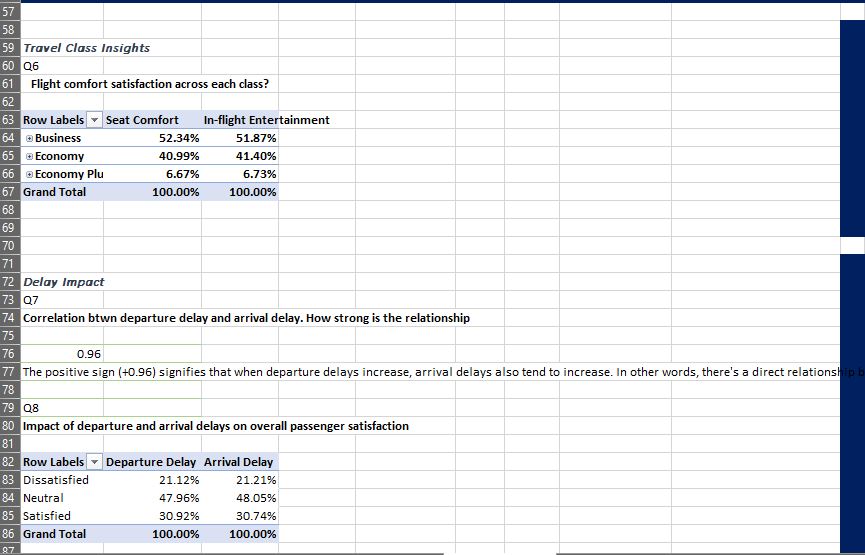 57
58
59 Travel Class Insights
60 Q6
61 Flight comfort satisfaction across each class?
62
63 Row Labels Seat Comfort In-flight Entertainment
64 Business 52.34% 51.87%
65 Economy 40.99% 41.40%
66 Economy Plu 6.67% 6.73%
67 Grand Total 100.00% 100.00%
68
69
70
71
72 Delay Impact
73 Q7
74 Correlation btwn departure delay and arrival delay. How strong is the relationship
75
76 0.96
77 The positive sign (+0.96) signifies that when departure delays increase, arrival delays also tend to increase. In other words, there's a direct relationship b
78
79 Q8
80 Impact of departure and arrival delays on overall passenger satisfaction
81
82 Row Labels Departure Delay Arrival Delay
83 Dissatisfied 21.12% 21.21%
84 Neutral 47.96% 48.05%
85 Satisfied 30.92% 30.74%
86 Grand Total 100.00% 100.00%
87